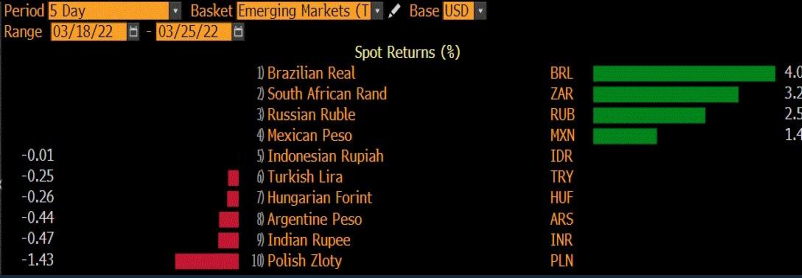 Period 5 Day Basket Emerging Markets (T Base USD
Range 03/18/22 - 03/25/22
Spot Returns (%)
1) Brazilian Real BRL 4.0
2) South African Rand ZAR 3.2
3) Russian Ruble RUB 2.5
4) Mexican Peso MXN 1.4
-0.01 5) Indonesian Rupiah IDR
-0.25 6) Turkish Lira TRY
-0.26 7) Hungarian Forint HUF
-0.44 8) Argentine Peso ARS
-0.47 9) Indian Rupee INR
-1.43 10) Polish Zloty PLN